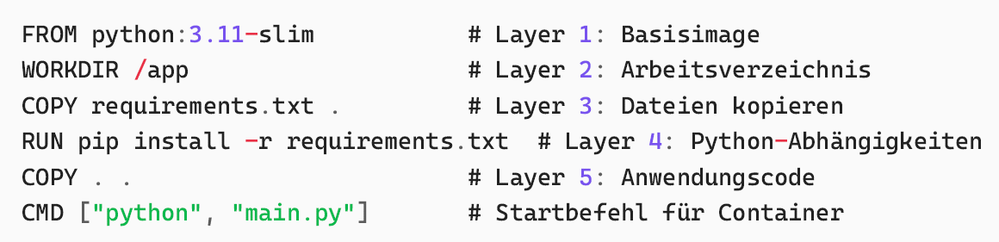 FROM python:3.11-slim # Layer 1: Basisimage
WORKDIR /app # Layer 2: Arbeitsverzeichnis
COPY requirements.txt . # Layer 3: Dateien kopieren
RUN pip install -r requirements.txt # Layer 4: Python-Abhängigkeiten
COPY . . # Layer 5: Anwendungscode
CMD ["python", "main.py"] # Startbefehl für Container